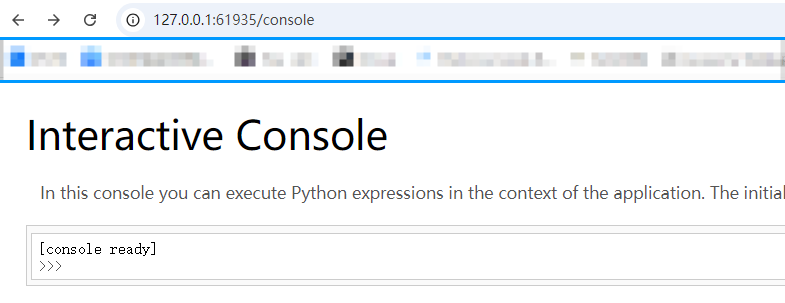 127.0.0.1:61935/console
Interactive Console
In this console you can execute Python expressions in the context of the application. The initial
[console ready]
>>>